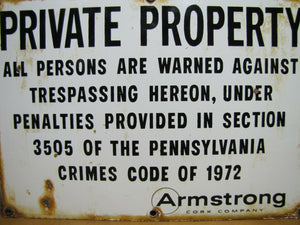 PRIVATE PROPERTY
ALL PERSONS ARE WARNED AGAINST
TRESPASSING HEREON, UNDER
PENALTIES PROVIDED IN SECTION
3505 OF THE PENNSYLVANIA
CRIMES CODE OF 1972
Armstrong
CORK COMPANY